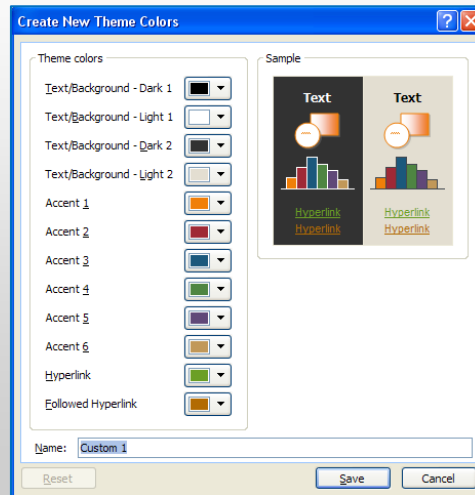 Create New Theme Colors
Theme colors
Text/Background - Dark 1
Text/Background - Light 1
Text/Background - Dark 2
Text/Background - Light 2
Accent 1
Accent 2
Accent 3
Accent 4
Accent 5
Accent 6
Hyperlink
Followed Hyperlink
Sample
Text Text
Hyperlink Hyperlink
Hyperlink Hyperlink
Name: Custom 1
Reset Save Cancel